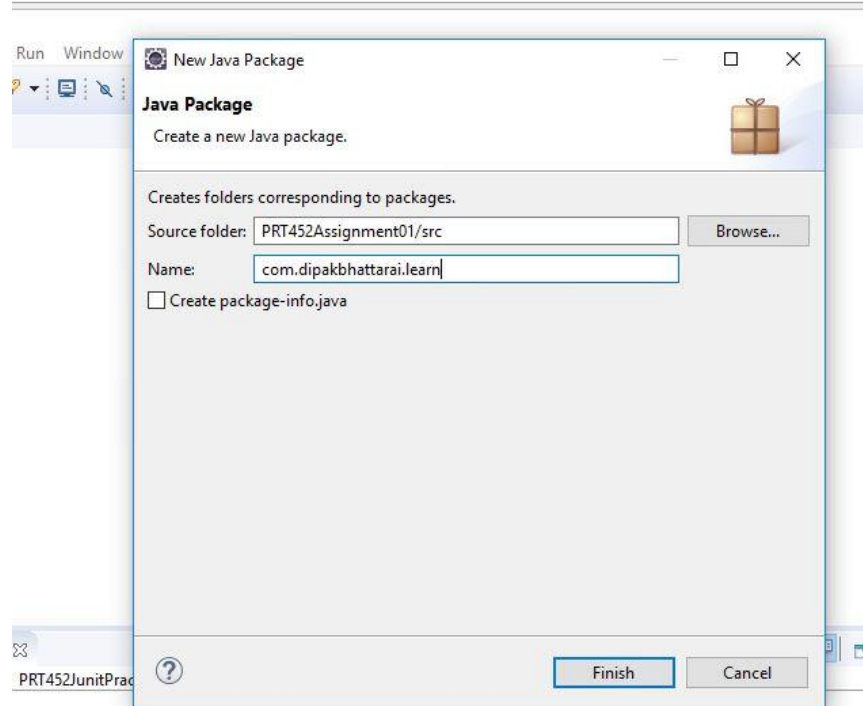 Run Window
New Java Package
Java Package
Create a new Java package.
Creates folders corresponding to packages.
Source folder: PRT452Assignment01/src Browse...
Name: com.dipakbhattarai.learn
Create package-info.java
PRT452JunitPrac
Finish Cancel